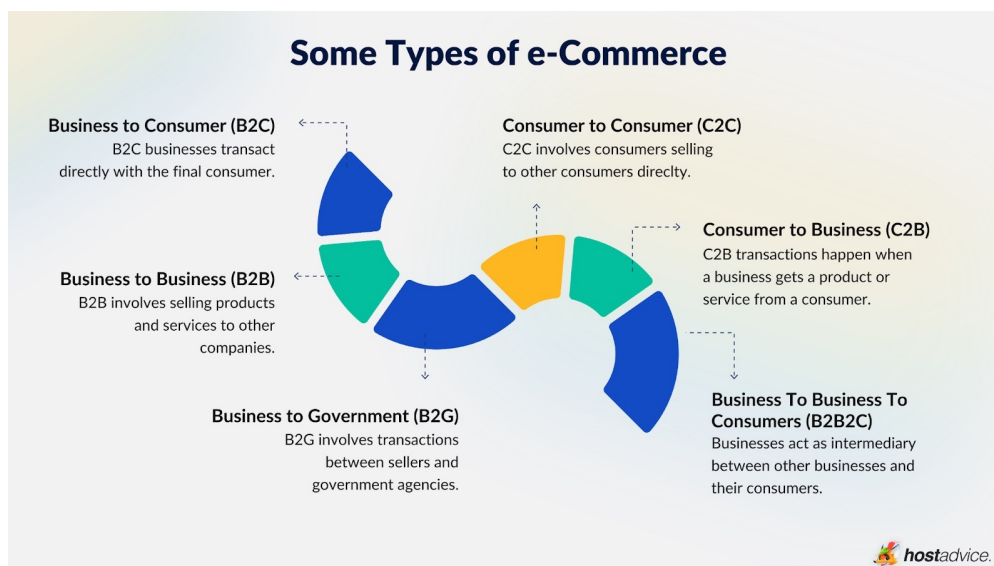 Some Types of e-Commerce
Business to Consumer (B2C)
B2C businesses transact
directly with the final consumer.
Business to Business (B2B)
B2B involves selling products
and services to other
companies.
Business to Government (B2G)
B2G involves transactions
between sellers and
government agencies.
Consumer to Consumer (C2C)
C2C involves consumers selling
to other consumers direclty.
Consumer to Business (C2B)
C2B transactions happen when
a business gets a product or
service from a consumer.
Business To Business To
Consumers (B2B2C)
Businesses act as intermediary
between other businesses and
their consumers.
hostadvice.